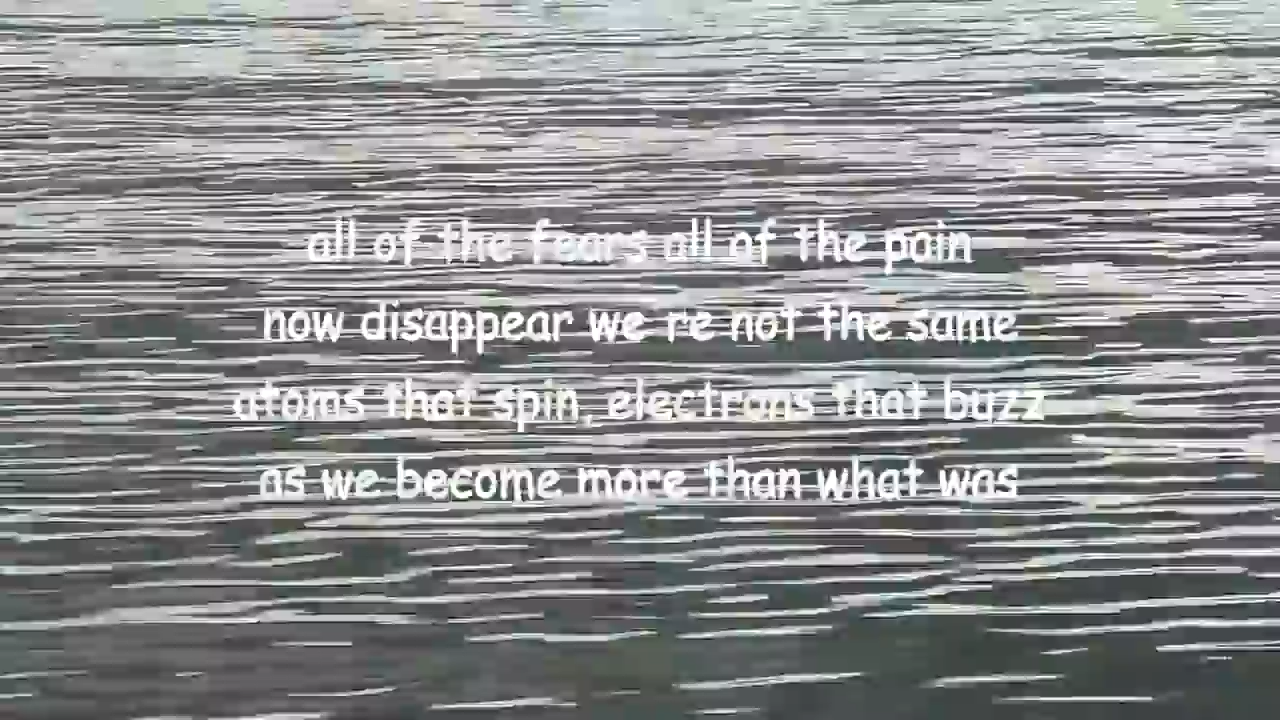 all of the fears all of the pain
now disappear we re not the same
atoms that spin, electrons that buzz
as we become more than what was